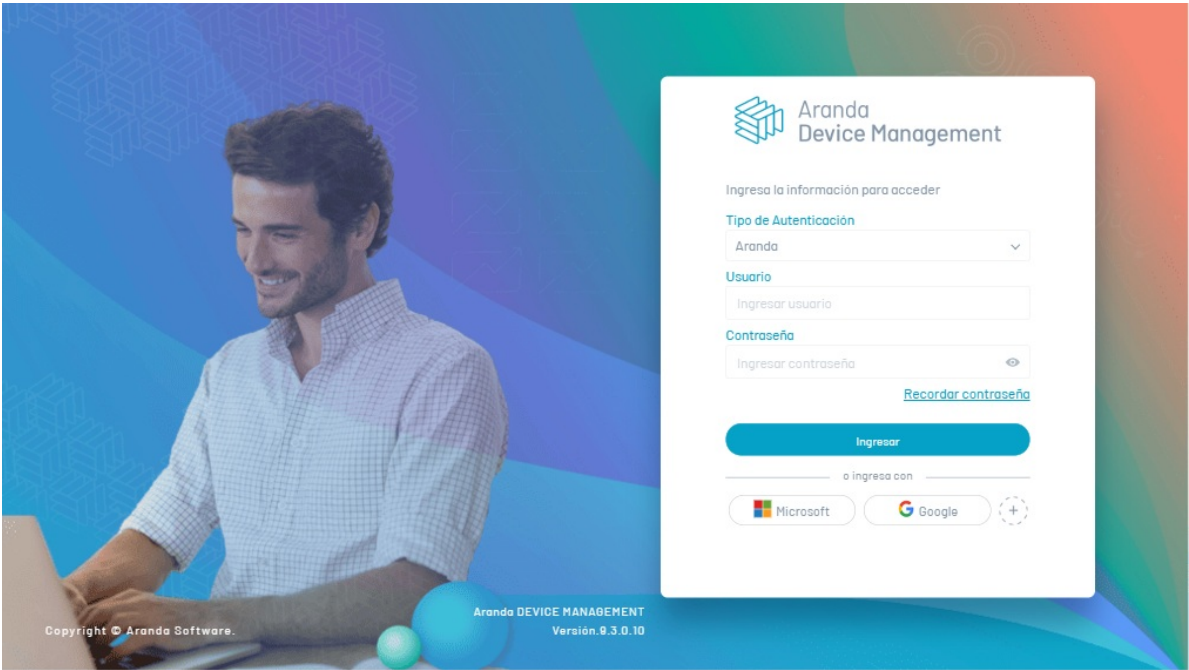 Aranda
Device Management
Ingresa la información para acceder
Tipo de Autenticación
Aranda
Usuario
Ingresar usuario
Contraseña
Ingresar contraseña
Recordar contraseña
Ingresar
o ingresa con
Microsoft
Google
+
Aranda DEVICE MANAGEMENT
Versión.9.3.0.10
Copyright © Aranda Software.